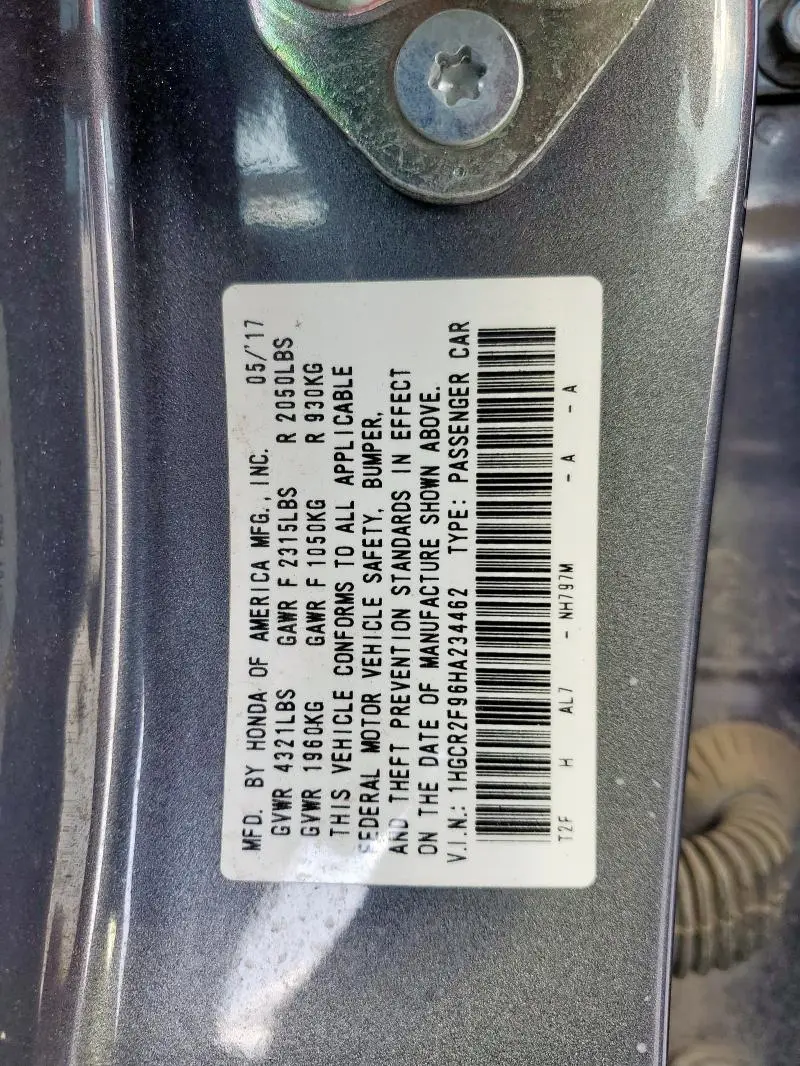 MFD. BY HONDA OF AMERICA MFG., INC. 05/'17
GVWR 4321LBS GAWR F 2315LBS R 2050LBS
GVWR 1960KG GAWR F 1050KG R 930KG
THIS VEHICLE CONFORMS TO ALL APPLICABLE
FEDERAL MOTOR VEHICLE SAFETY, BUMPER,
AND THEFT PREVENTION STANDARDS IN EFFECT
ON THE DATE OF MANUFACTURE SHOWN ABOVE.
V.I.N.: 1HGCR2F96HA234462 TYPE: PASSENGER CAR
T2F H AL7 - NH797M - A - A